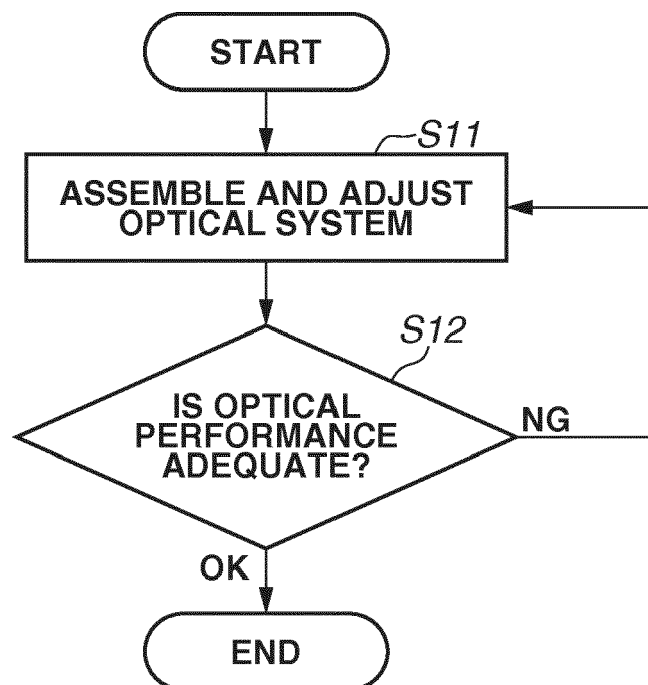 START
S11
ASSEMBLE AND ADJUST
OPTICAL SYSTEM
S12
IS OPTICAL
PERFORMANCE
ADEQUATE?
NG
OK
END